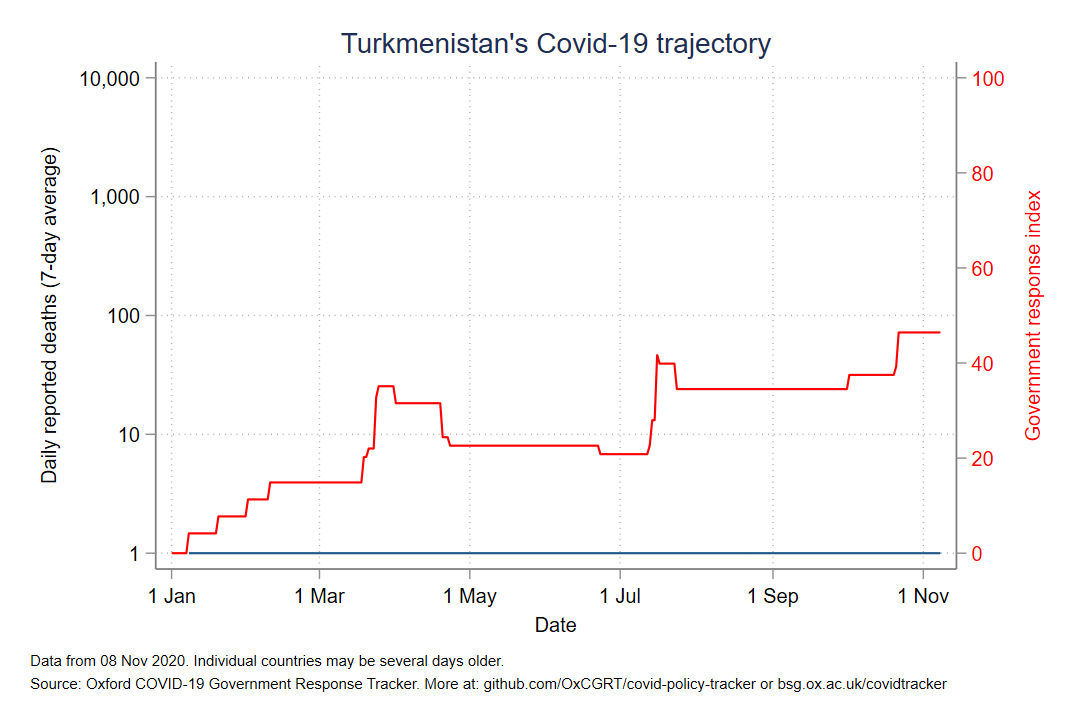 Turkmenistan's Covid-19 trajectory
10,000
1,000
100
10
1
Daily reported deaths (7-day average)
100
80
60
40
20
0
Government response index
1 Jan
1 Mar
1 May
1 Jul
1 Sep
1 Nov
Date
Data from 08 Nov 2020. Individual countries may be several days older.
Source: Oxford COVID-19 Government Response Tracker. More at: github.com/OxCGRT/covid-policy-tracker or bsg.ox.ac.uk/covidtracker